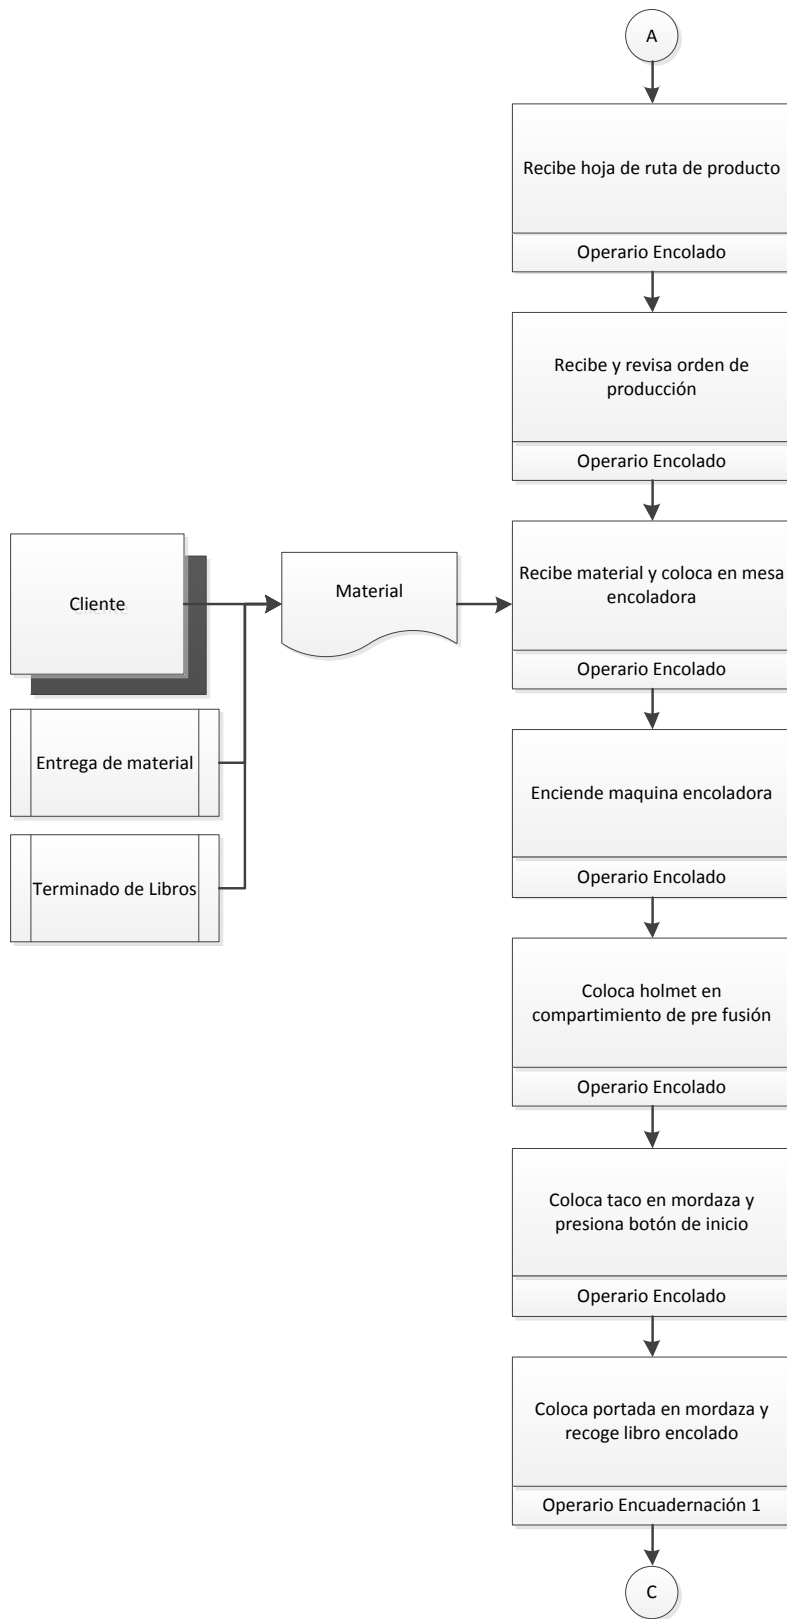 A
Recibe hoja de ruta de producto
Operario Encolado
Recibe y revisa orden de
producción
Operario Encolado
Cliente
Material
Recibe material y coloca en mesa
encoladora
Operario Encolado
Entrega de material
Terminado de Libros
Enciende maquina encoladora
Operario Encolado
Coloca holmet en
compartimiento de pre fusión
Operario Encolado
Coloca taco en mordaza y
presiona botón de inicio
Operario Encolado
Coloca portada en mordaza y
recoge libro encolado
Operario Encuadernación 1
C